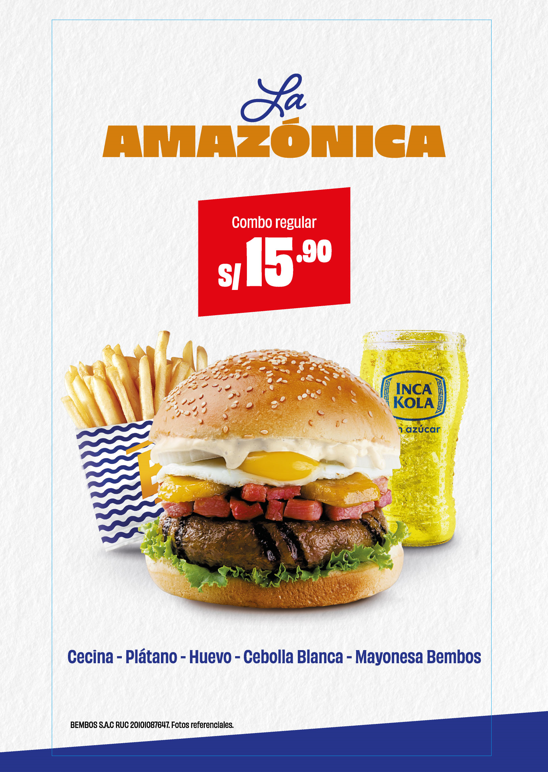 La
AMAZÓNICA
Combo regular
S/15.90
INCA
KOLA
azúcar
Cecina - Plátano - Huevo - Cebolla Blanca - Mayonesa Bembos
BEMBOS S.A.C RUC 20101087647. Fotos referenciales.